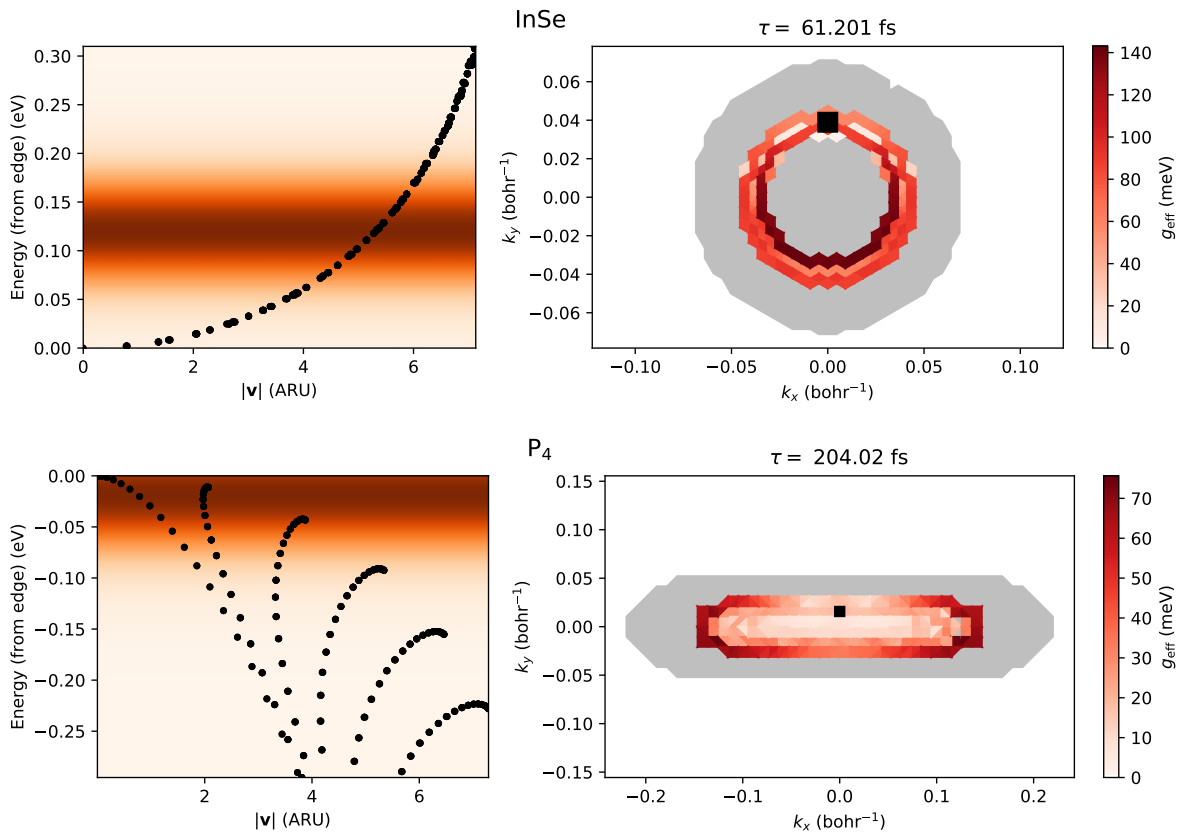 InSe
τ = 61.201 fs
Energy (from edge) (eV)
0.30
0.25
0.20
0.15
0.10
0.05
0.00
0 2 4 6
|v| (ARU)
k_y (bohr⁻¹)
0.06
0.04
0.02
0.00
−0.02
−0.04
−0.06
−0.10 −0.05 0.00 0.05 0.10
k_x (bohr⁻¹)
140
120
100
80
60
40
20
0
g_eff (meV)
P₄
τ = 204.02 fs
Energy (from edge) (eV)
0.00
−0.05
−0.10
−0.15
−0.20
−0.25
2 4 6
|v| (ARU)
k_y (bohr⁻¹)
0.15
0.10
0.05
0.00
−0.05
−0.10
−0.15
−0.2 −0.1 0.0 0.1 0.2
k_x (bohr⁻¹)
70
60
50
40
30
20
10
0
g_eff (meV)